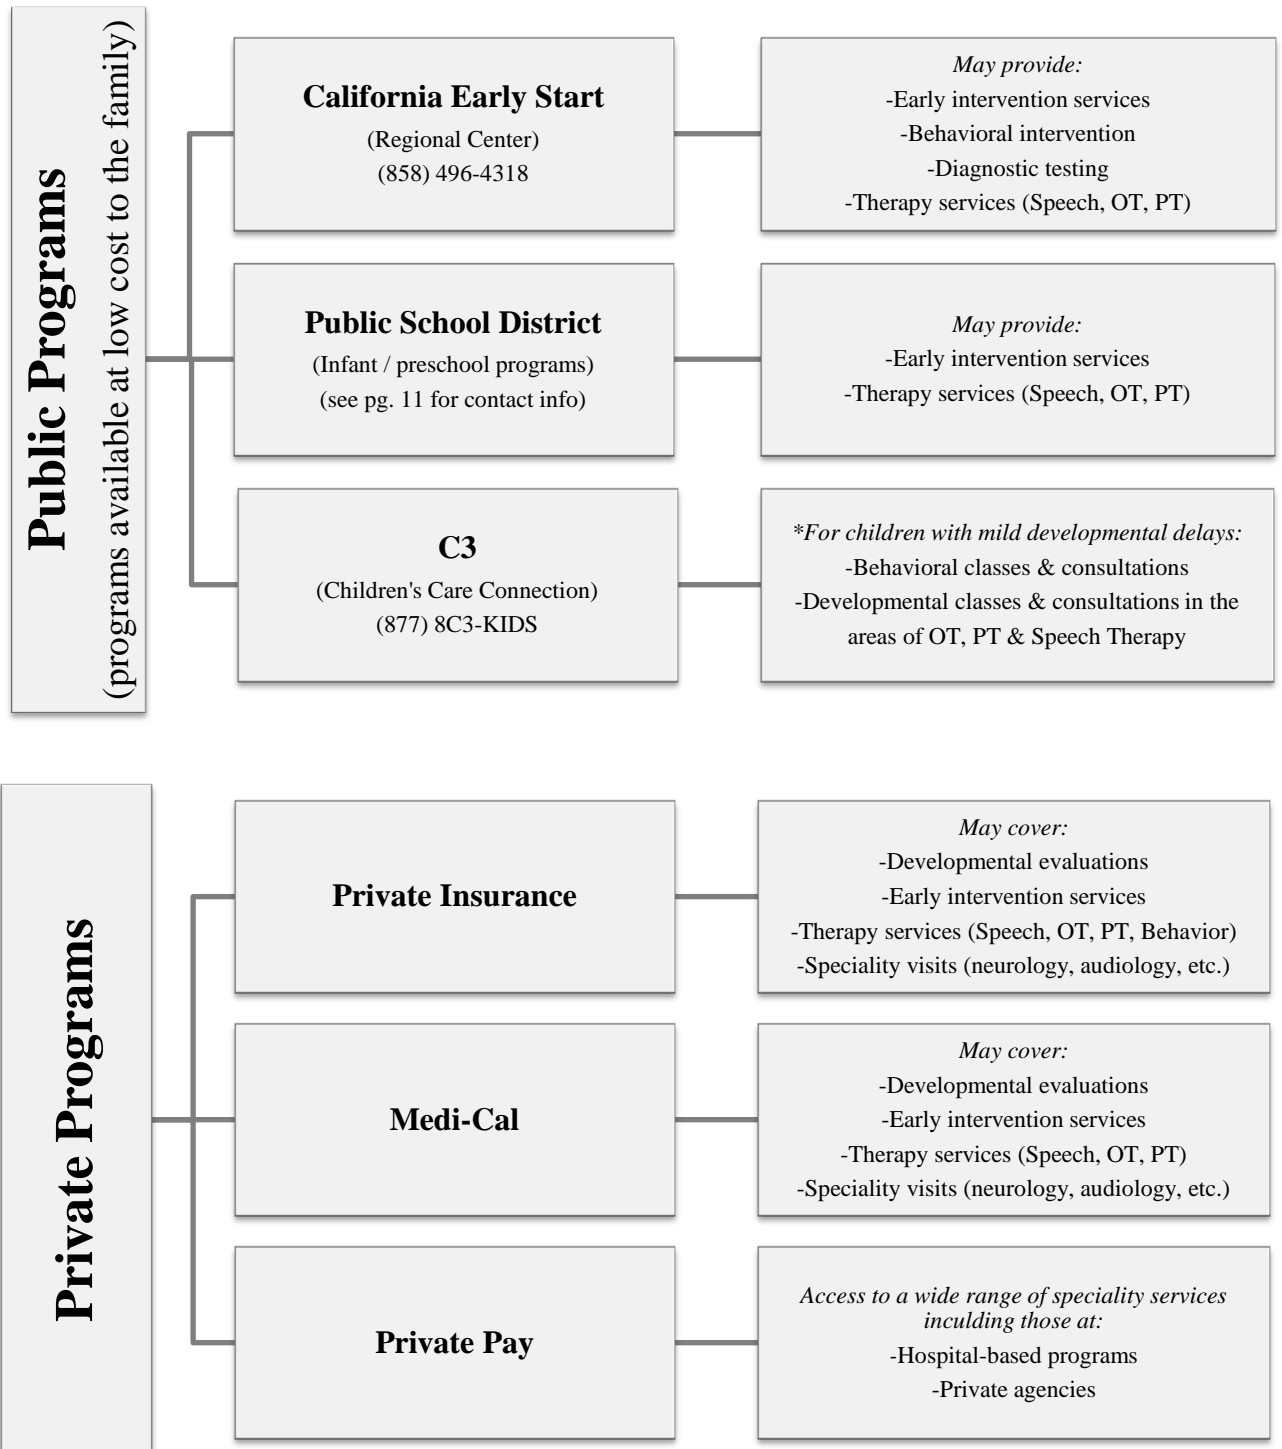 Public Programs
(programs available at low cost to the family)
California Early Start
(Regional Center)
(858) 496-4318
May provide:
-Early intervention services
-Behavioral intervention
-Diagnostic testing
-Therapy services (Speech, OT, PT)
Public School District
(Infant / preschool programs)
(see pg. 11 for contact info)
May provide:
-Early intervention services
-Therapy services (Speech, OT, PT)
C3
(Children's Care Connection)
(877) 8C3-KIDS
*For children with mild developmental delays:
-Behavioral classes & consultations
-Developmental classes & consultations in the
areas of OT, PT & Speech Therapy
Private Programs
Private Insurance
May cover:
-Developmental evaluations
-Early intervention services
-Therapy services (Speech, OT, PT, Behavior)
-Speciality visits (neurology, audiology, etc.)
Medi-Cal
May cover:
-Developmental evaluations
-Early intervention services
-Therapy services (Speech, OT, PT)
-Speciality visits (neurology, audiology, etc.)
Private Pay
Access to a wide range of speciality services
inculding those at:
-Hospital-based programs
-Private agencies